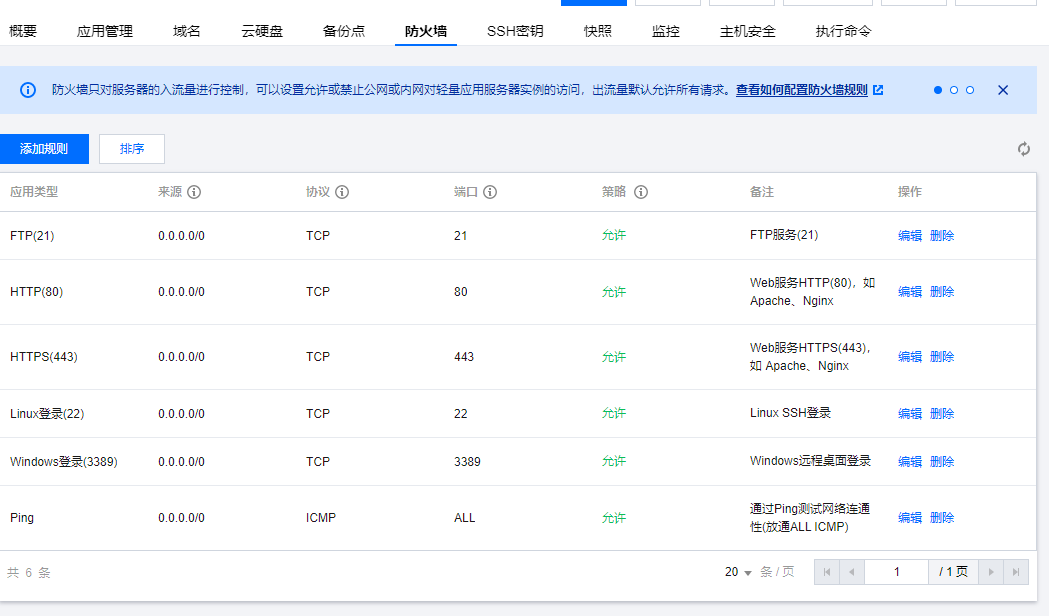 概要 应用管理 域名 云硬盘 备份点 防火墙 SSH密钥 快照 监控 主机安全 执行命令
防火墙只对服务器的入流量进行控制，可以设置允许或禁止公网或内网对轻量应用服务器实例的访问，出流量默认允许所有请求。查看如何配置防火墙规则
添加规则 排序
应用类型 来源 协议 端口 策略 备注 操作
FTP(21) 0.0.0.0/0 TCP 21 允许 FTP服务(21) 编辑 删除
HTTP(80) 0.0.0.0/0 TCP 80 允许 Web服务HTTP(80)，如
Apache、Nginx 编辑 删除
HTTPS(443) 0.0.0.0/0 TCP 443 允许 Web服务HTTPS(443)，
如 Apache、Nginx 编辑 删除
Linux登录(22) 0.0.0.0/0 TCP 22 允许 Linux SSH登录 编辑 删除
Windows登录(3389) 0.0.0.0/0 TCP 3389 允许 Windows远程桌面登录 编辑 删除
Ping 0.0.0.0/0 ICMP ALL 允许 通过Ping测试网络连通
性(放通ALL ICMP) 编辑 删除
共 6 条 20 条 / 页 1 / 1 页